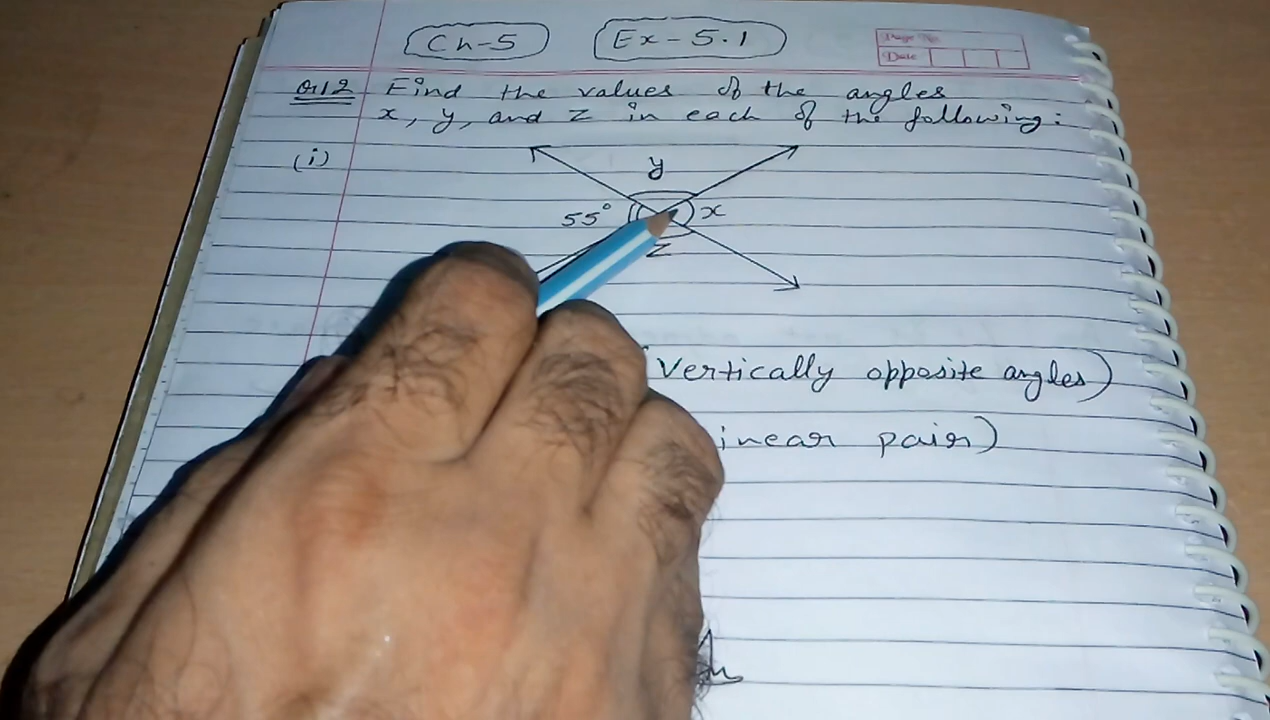 Ch-5 Ex-5.1
Page No.
Date
Q.12 Find the values of the angles
x, y, and z in each of the following:
(i)
y
55° x
z
(Vertically opposite angles)
inear pair)